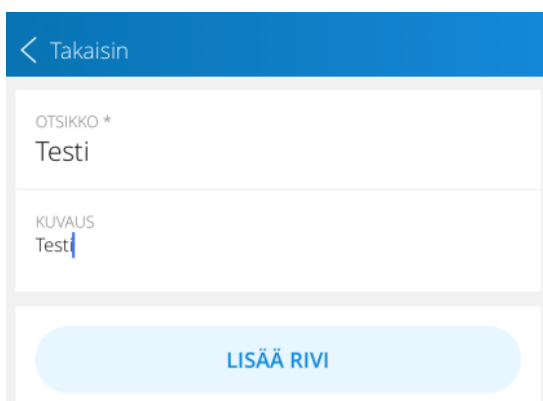 Takaisin
OTSIKKO *
Testi
KUVAUS
Testi
LISÄÄ RIVI